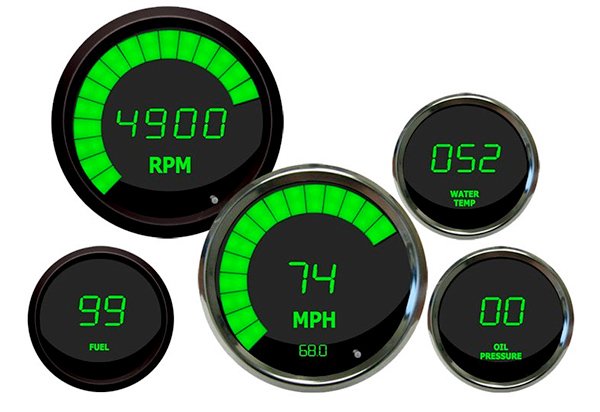 4900
RPM
052
WATER
TEMP
74
MPH
68.0
99
FUEL
00
OIL
PRESSURE